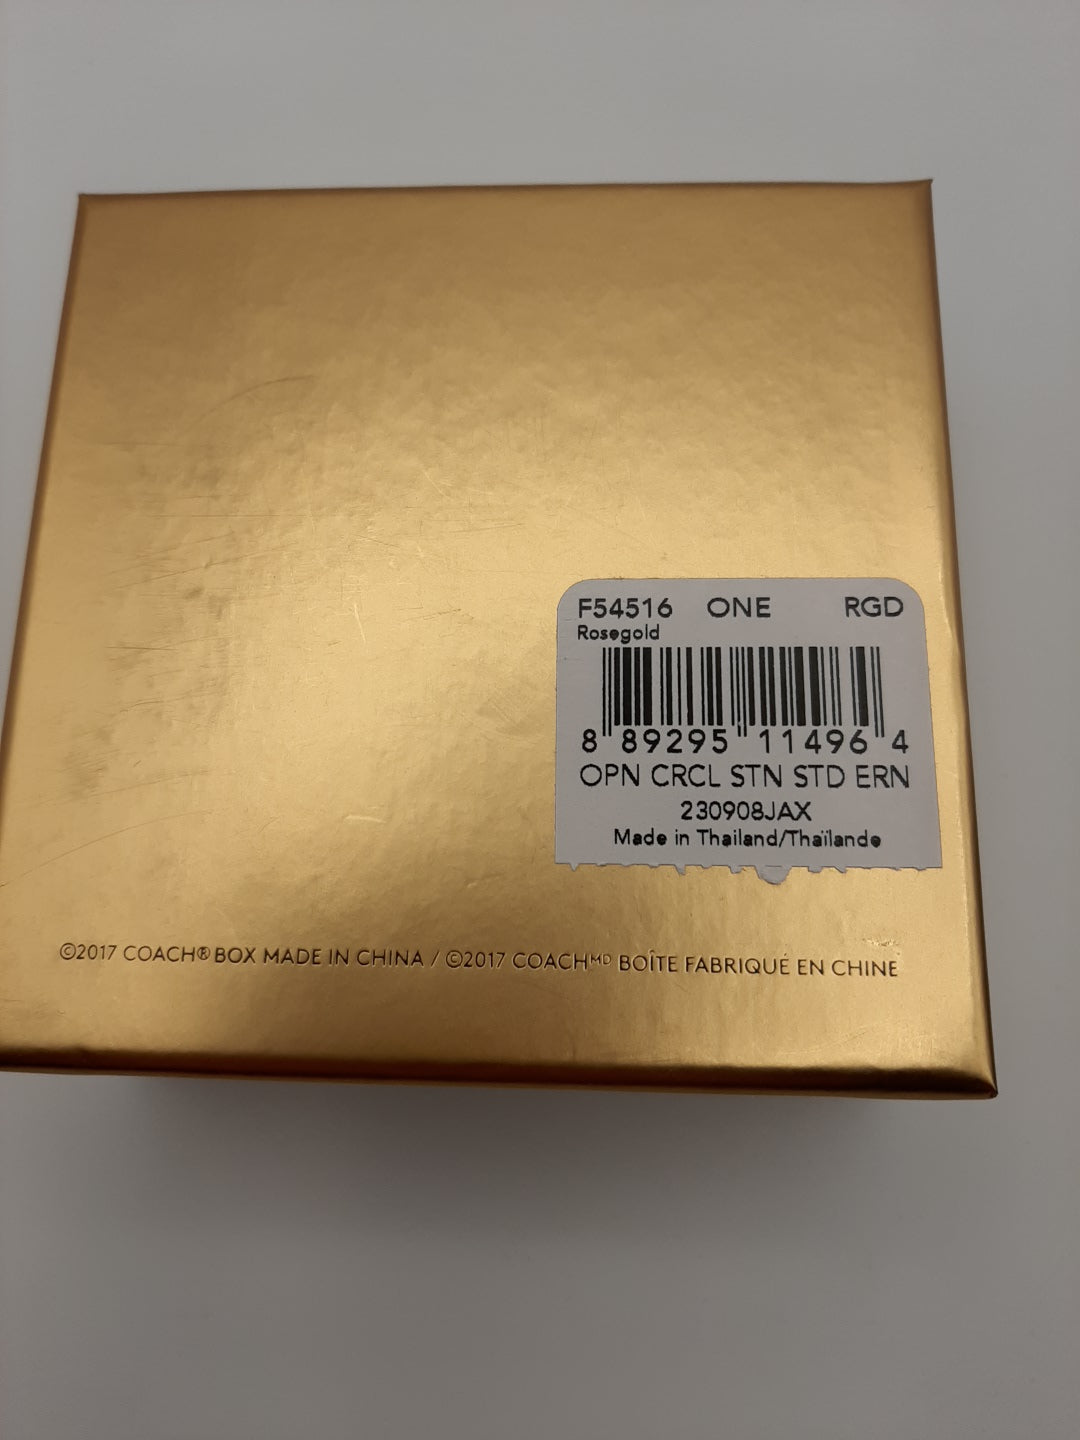 F54516 ONE RGD
Rosegold
8 89295 11496 4
OPN CRCL STN STD ERN
230908JAX
Made in Thailand/Thaïlande
©2017 COACH® BOX MADE IN CHINA / ©2017 COACHᴹᴰ BOÎTE FABRIQUÉ EN CHINE